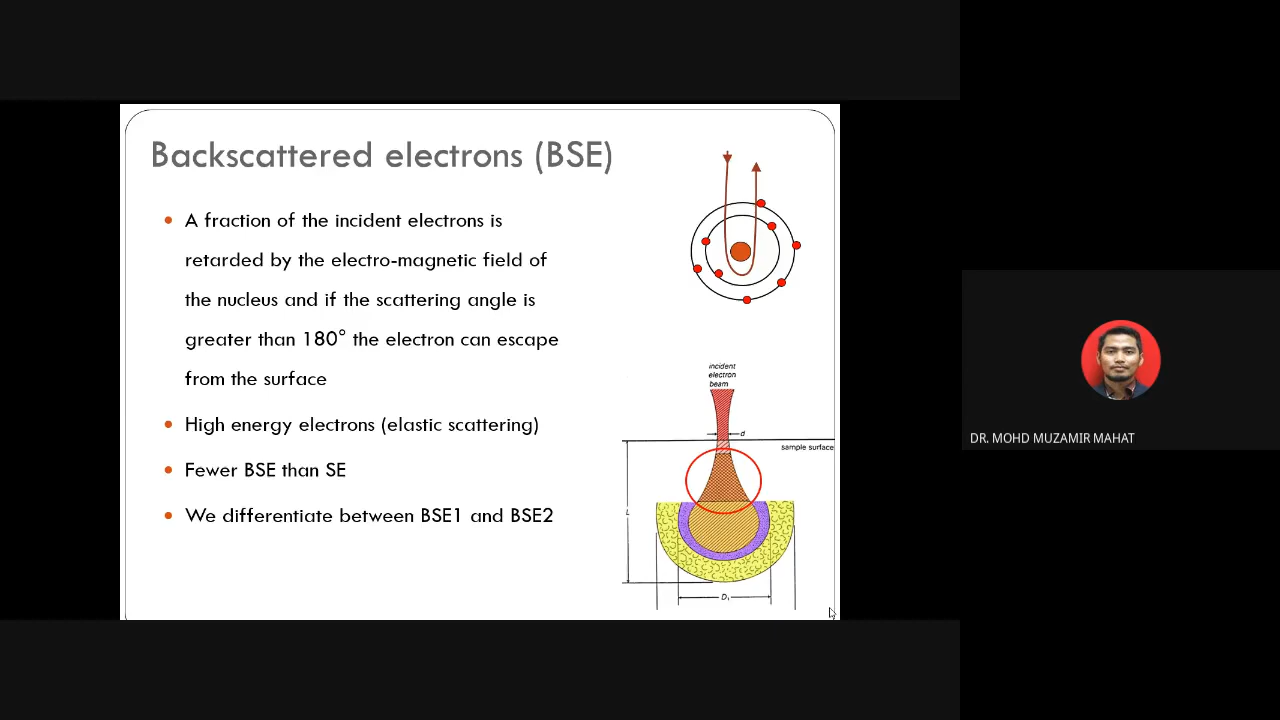 Backscattered electrons (BSE)
• A fraction of the incident electrons is
retarded by the electro-magnetic field of
the nucleus and if the scattering angle is
greater than 180° the electron can escape
from the surface
• High energy electrons (elastic scattering)
• Fewer BSE than SE
• We differentiate between BSE1 and BSE2
incident
electron
beam
d
sample surface
L
D₁
DR. MOHD MUZAMIR MAHAT